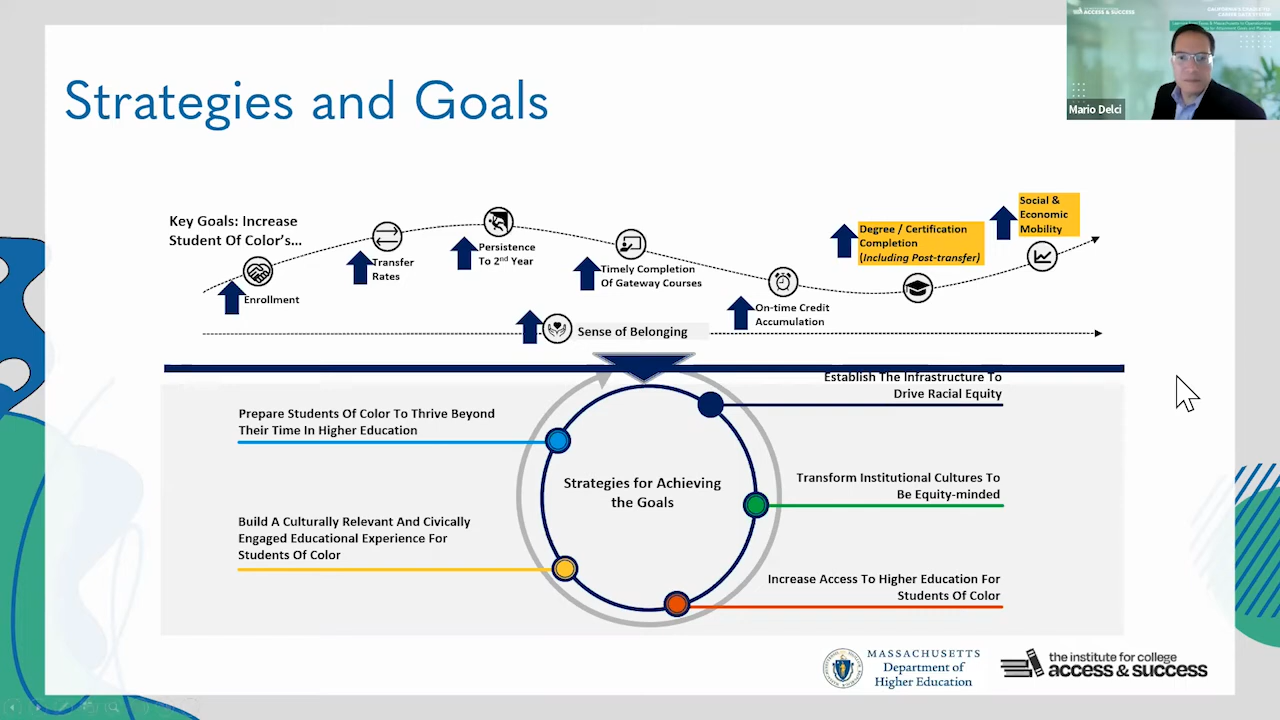 Strategies and Goals
ACCESS & SUCCESS
Mario Delci
Key Goals: Increase
Student Of Color's...
Enrollment
Transfer
Rates
Persistence
To 2nd Year
Timely Completion
Of Gateway Courses
On-time Credit
Accumulation
Degree / Certification
Completion
(Including Post-transfer)
Social &
Economic
Mobility
Sense of Belonging
Establish The Infrastructure To
Drive Racial Equity
Prepare Students Of Color To Thrive Beyond
Their Time In Higher Education
Strategies for Achieving
the Goals
Transform Institutional Cultures To
Be Equity-minded
Build A Culturally Relevant And Civically
Engaged Educational Experience For
Students Of Color
Increase Access To Higher Education For
Students Of Color
MASSACHUSETTS
Department of
Higher Education
the institute for college
access & success